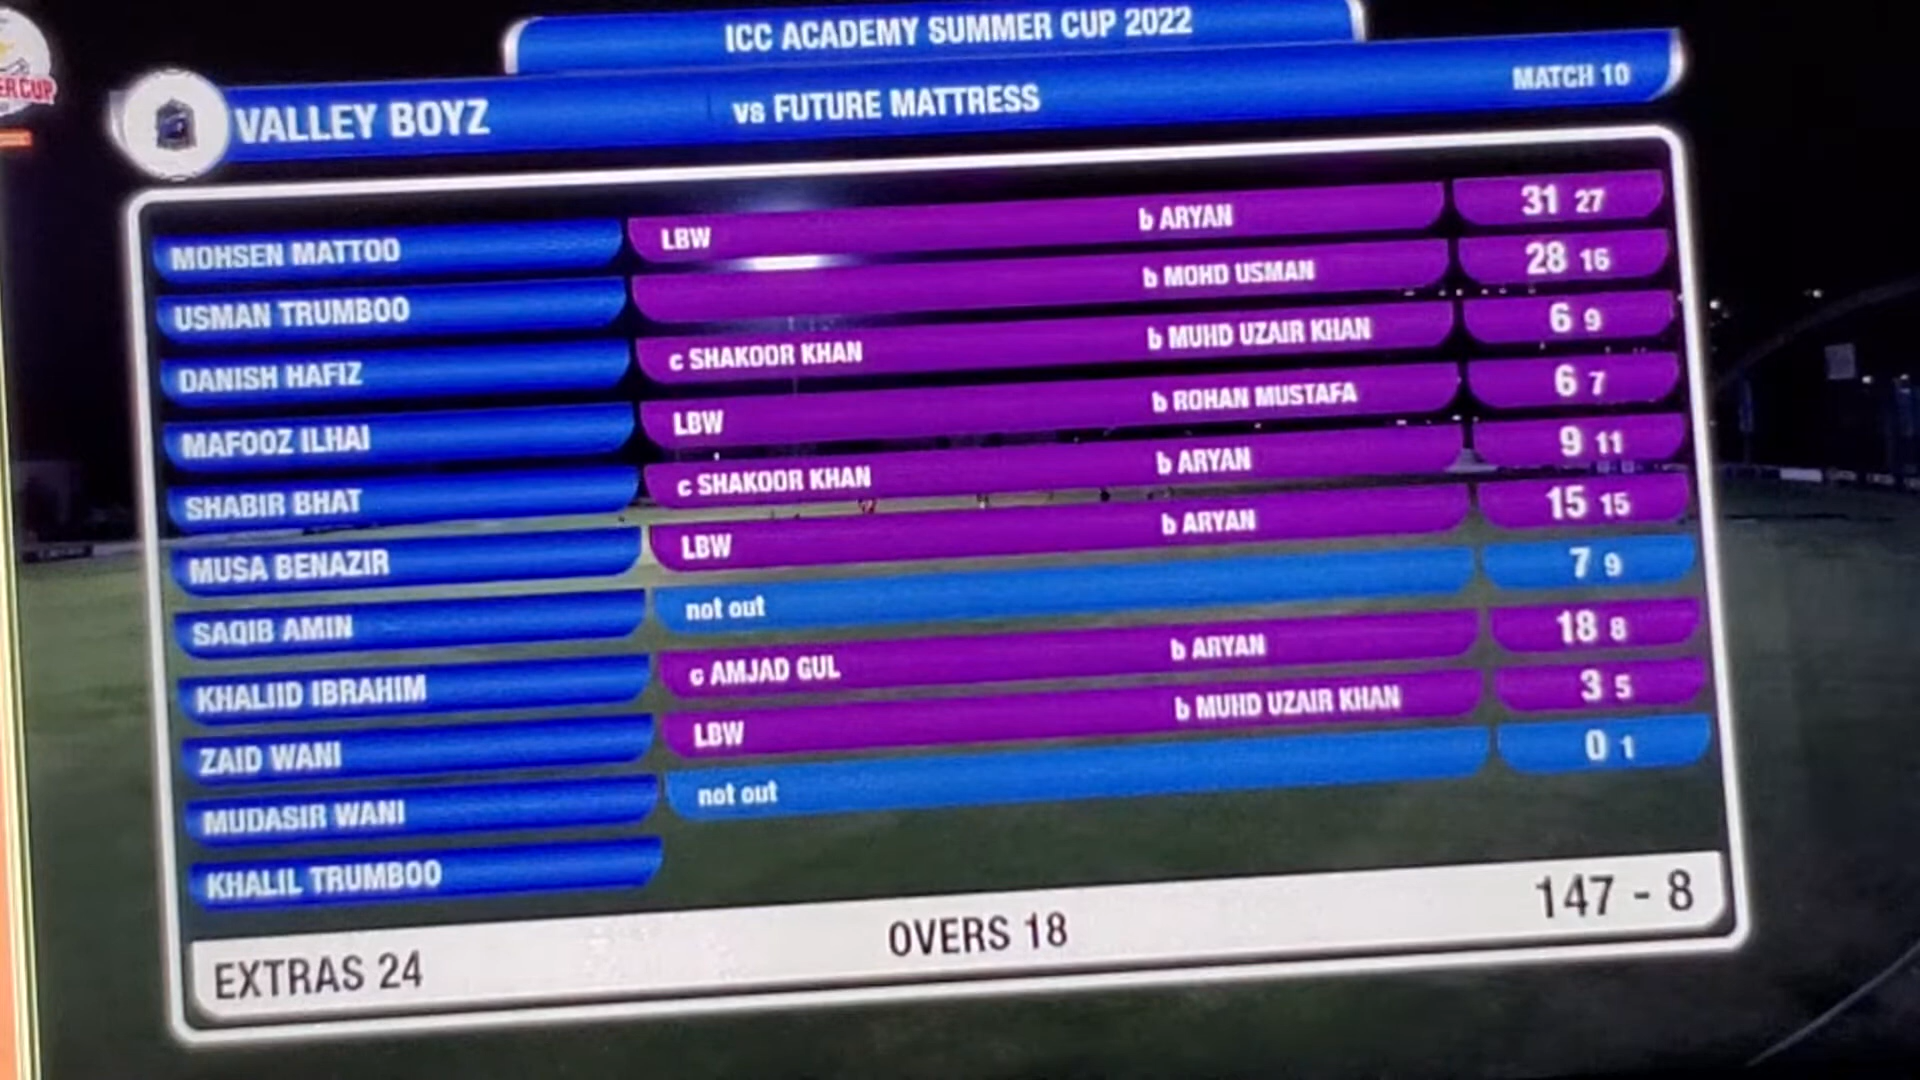 ICC ACADEMY SUMMER CUP 2022
VALLEY BOYZ vs FUTURE MATTRESS MATCH 10
MOHSEN MATTOO LBW b ARYAN 31 27
USMAN TRUMBOO b MOHD USMAN 28 16
DANISH HAFIZ c SHAKOOR KHAN b MUHD UZAIR KHAN 6 9
MAFOOZ ILHAI LBW b ROHAN MUSTAFA 6 7
SHABIR BHAT c SHAKOOR KHAN b ARYAN 9 11
MUSA BENAZIR LBW b ARYAN 15 15
SAQIB AMIN not out 7 9
KHALIID IBRAHIM c AMJAD GUL b ARYAN 18 8
ZAID WANI LBW b MUHD UZAIR KHAN 3 5
MUDASIR WANI not out 0 1
KHALIL TRUMBOO
EXTRAS 24 OVERS 18 147 - 8